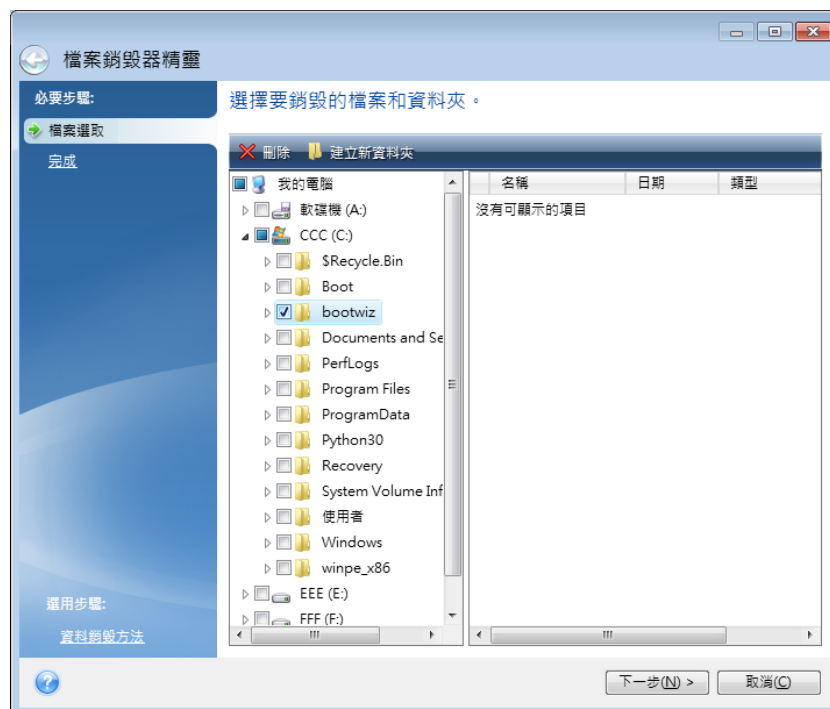 檔案銷毀器精靈
必要步驟:
檔案選取
完成
選用步驟:
資料銷毀方法
選擇要銷毀的檔案和資料夾。
刪除 建立新資料夾
我的電腦
軟碟機 (A:)
CCC (C:)
$Recycle.Bin
Boot
bootwiz
Documents and Se
PerfLogs
Program Files
ProgramData
Python30
Recovery
System Volume Inf
使用者
Windows
winpe_x86
EEE (E:)
FFF (F:)
名稱 日期 類型
沒有可顯示的項目
下一步(N) > 取消(C)